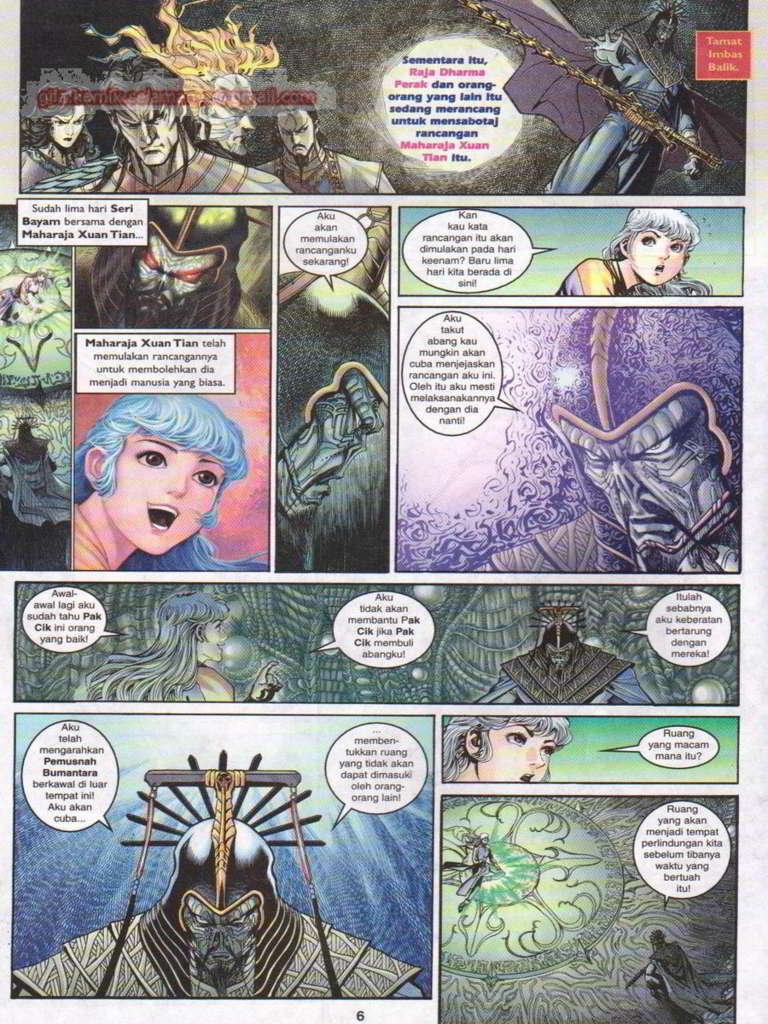 Tamat
Imbas
Balik.
Sementara itu,
Raja Dharma
Perak dan orang-
orang yang lain itu
sedang merancang
untuk mensabotaj
rancangan
Maharaja Xuan
Tian itu.
Sudah lima hari Seri
Bayam bersama dengan
Maharaja Xuan Tian...
Maharaja Xuan Tian telah
memulakan rancangannya
untuk membolehkan dia
menjadi manusia yang biasa.
Aku
akan
memulakan
rancanganku
sekarang!
Kan
kau kata
rancangan itu akan
dimulakan pada hari
keenam? Baru lima
hari kita berada di
sini!
Aku
takut
abang kau
mungkin akan
cuba menjejaskan
rancangan aku ini.
Oleh itu aku mesti
melaksanakannya
dengan dia
nanti!
Awal-
awal lagi aku
sudah tahu Pak
Cik ini orang
yang baik!
Aku
tidak akan
membantu Pak
Cik jika Pak
Cik membuli
abangku!
Itulah
sebabnya
aku keberatan
bertarung
dengan
mereka!
Aku
telah
mengarahkan
Pemusnah
Bumantara
berkawal di luar
tempat ini!
Aku akan
cuba...
...
memben-
tukkan ruang
yang tidak akan
dapat dimasuki
oleh orang-
orang lain!
Ruang
yang macam
mana itu?
Ruang
yang akan
menjadi tempat
perlindungan kita
sebelum tibanya
waktu yang
bertuah
itu!
6